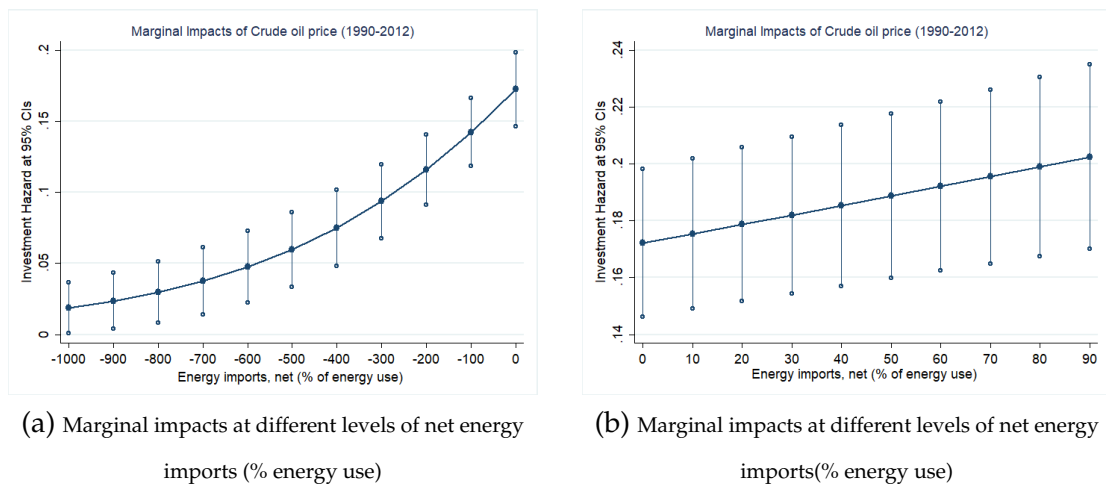 Marginal Impacts of Crude oil price (1990-2012)
Investment Hazard at 95% CIs
.2
.15
.1
.05
0
-1000 -900 -800 -700 -600 -500 -400 -300 -200 -100 0
Energy imports, net (% of energy use)
(a) Marginal impacts at different levels of net energy
imports (% energy use)
Marginal Impacts of Crude oil price (1990-2012)
Investment Hazard at 95% CIs
.24
.22
.2
.18
.16
.14
0 10 20 30 40 50 60 70 80 90
Energy imports, net (% of energy use)
(b) Marginal impacts at different levels of net energy
imports(% energy use)